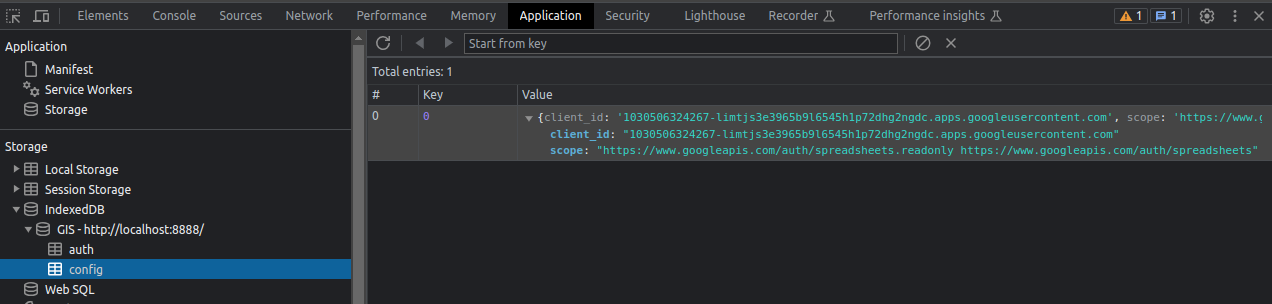 Elements Console Sources Network Performance Memory Application Security Lighthouse Recorder Performance insights 1 1
Application
Manifest
Service Workers
Storage
Storage
Local Storage
Session Storage
IndexedDB
GIS - http://localhost:8888/
auth
config
Web SQL
Start from key
Total entries: 1
# Key Value
0 0 {client_id: '1030506324267-limtjs3e3965b9l6545h1p72dhg2ngdc.apps.googleusercontent.com', scope: 'https://www.g
client_id: "1030506324267-limtjs3e3965b9l6545h1p72dhg2ngdc.apps.googleusercontent.com"
scope: "https://www.googleapis.com/auth/spreadsheets.readonly https://www.googleapis.com/auth/spreadsheets"